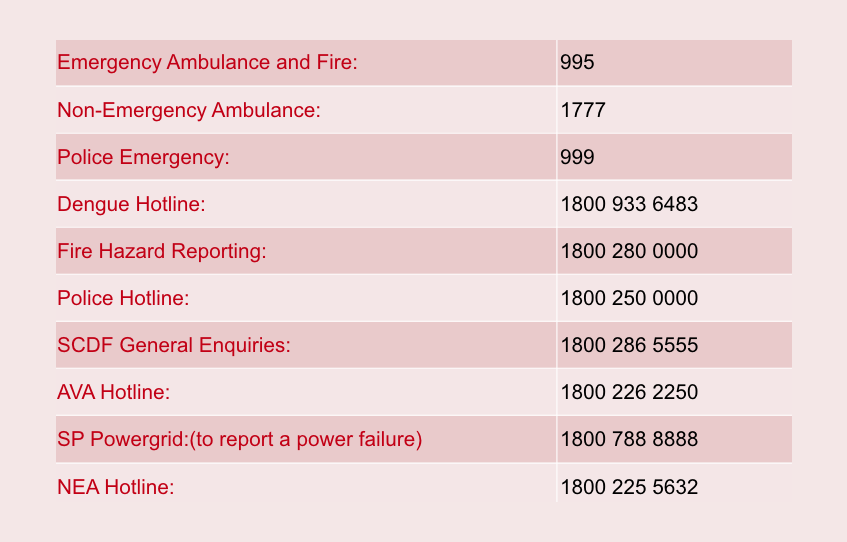 Emergency Ambulance and Fire: 995
Non-Emergency Ambulance: 1777
Police Emergency: 999
Dengue Hotline: 1800 933 6483
Fire Hazard Reporting: 1800 280 0000
Police Hotline: 1800 250 0000
SCDF General Enquiries: 1800 286 5555
AVA Hotline: 1800 226 2250
SP Powergrid:(to report a power failure) 1800 788 8888
NEA Hotline: 1800 225 5632